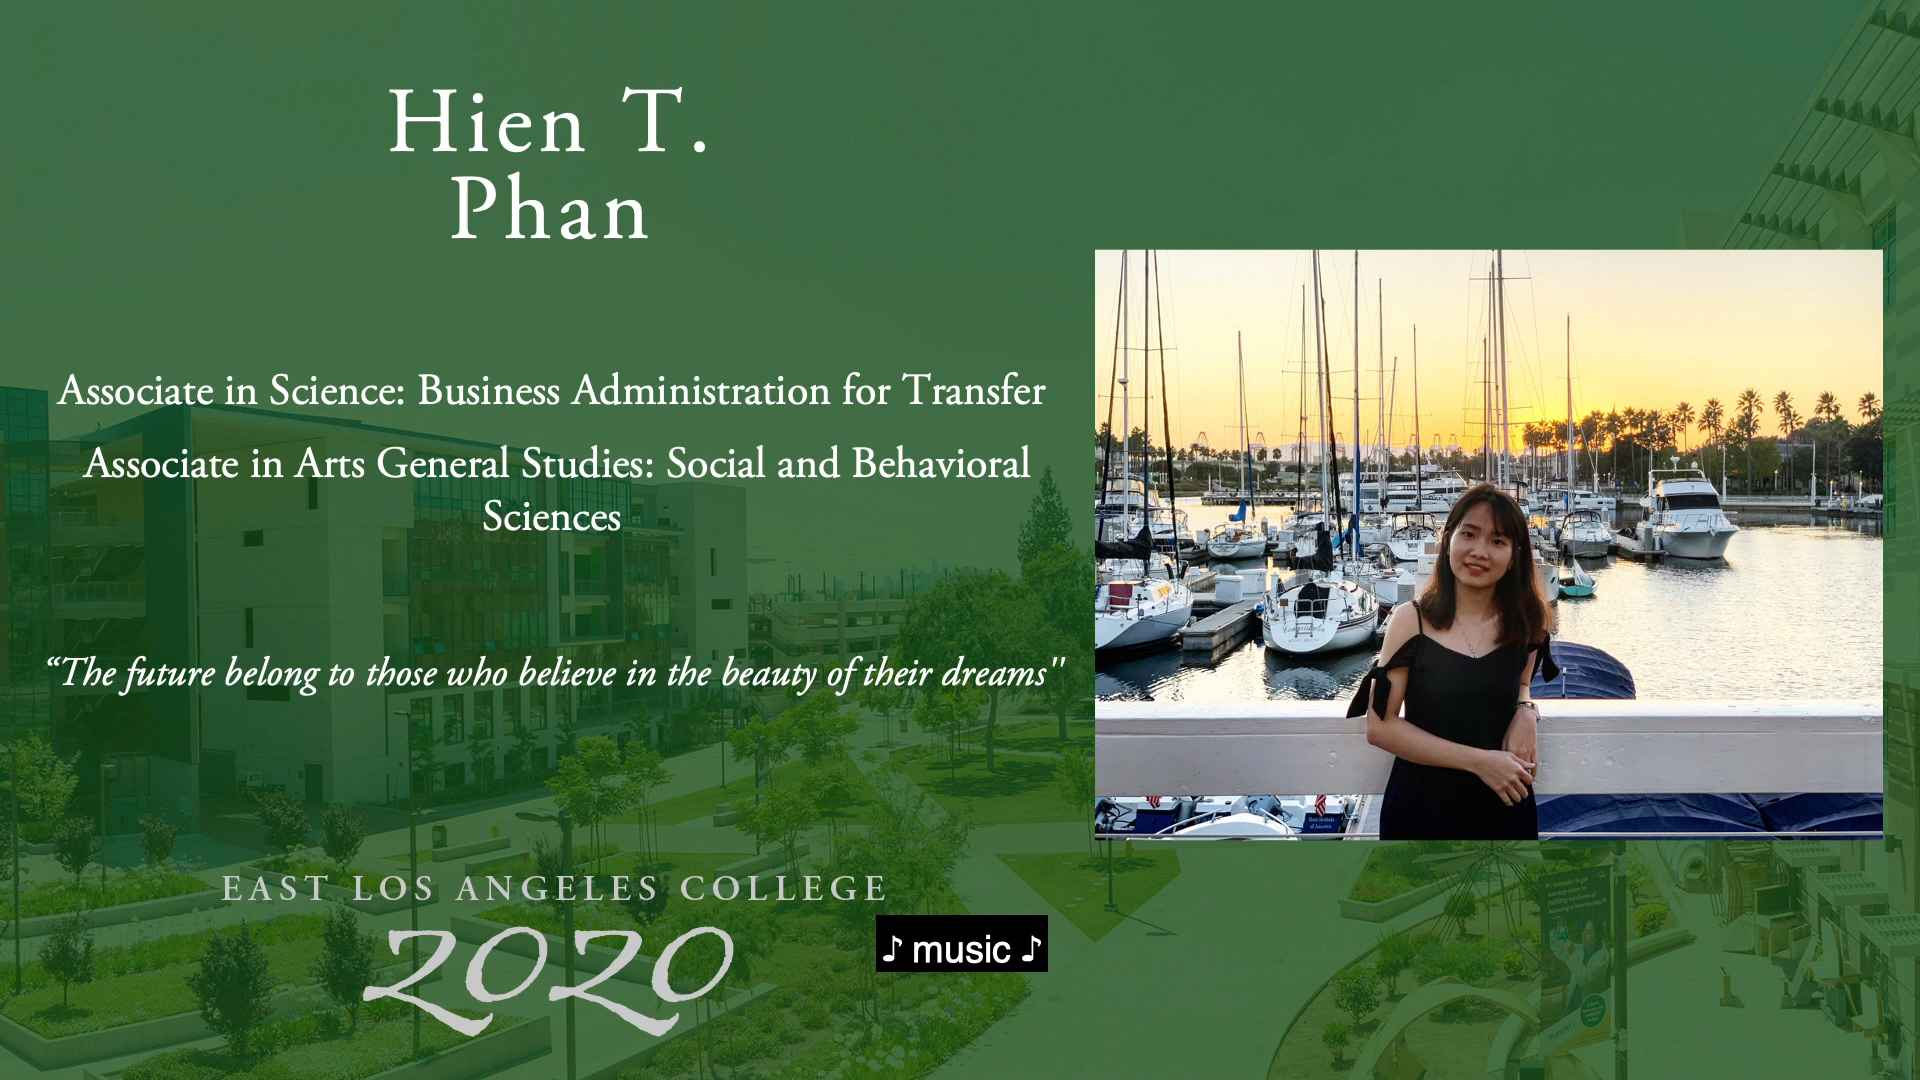 Hien T.
Phan
Associate in Science: Business Administration for Transfer
Associate in Arts General Studies: Social and Behavioral
Sciences
“The future belong to those who believe in the beauty of their dreams"
EAST LOS ANGELES COLLEGE
2020
♪ music ♪